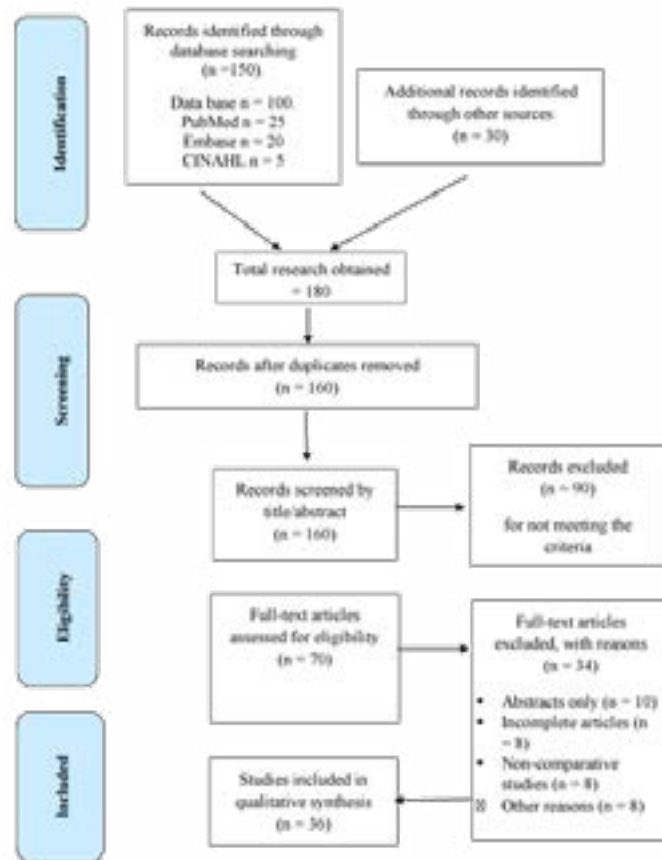 Identification
Records identified through
database searching
(n =150)
Data base n = 100.
PubMed n = 25
Embase n = 20
CINAHL n = 5
Additional records identified
through other sources
(n = 30)
Total research obtained
= 180
Screening
Records after duplicates removed
(n = 160)
Records screened by
title/abstract
(n = 160)
Records excluded
(n = 90)
for not meeting the
criteria
Eligibility
Full-text articles
assessed for eligibility
(n = 70)
Full-text articles
excluded, with reasons
(n = 34)
• Abstracts only (n = 10)
• Incomplete articles (n
= 8)
• Non-comparative
studies (n = 8)
☒ Other reasons (n = 8)
Included
Studies included in
qualitative synthesis
(n = 36)